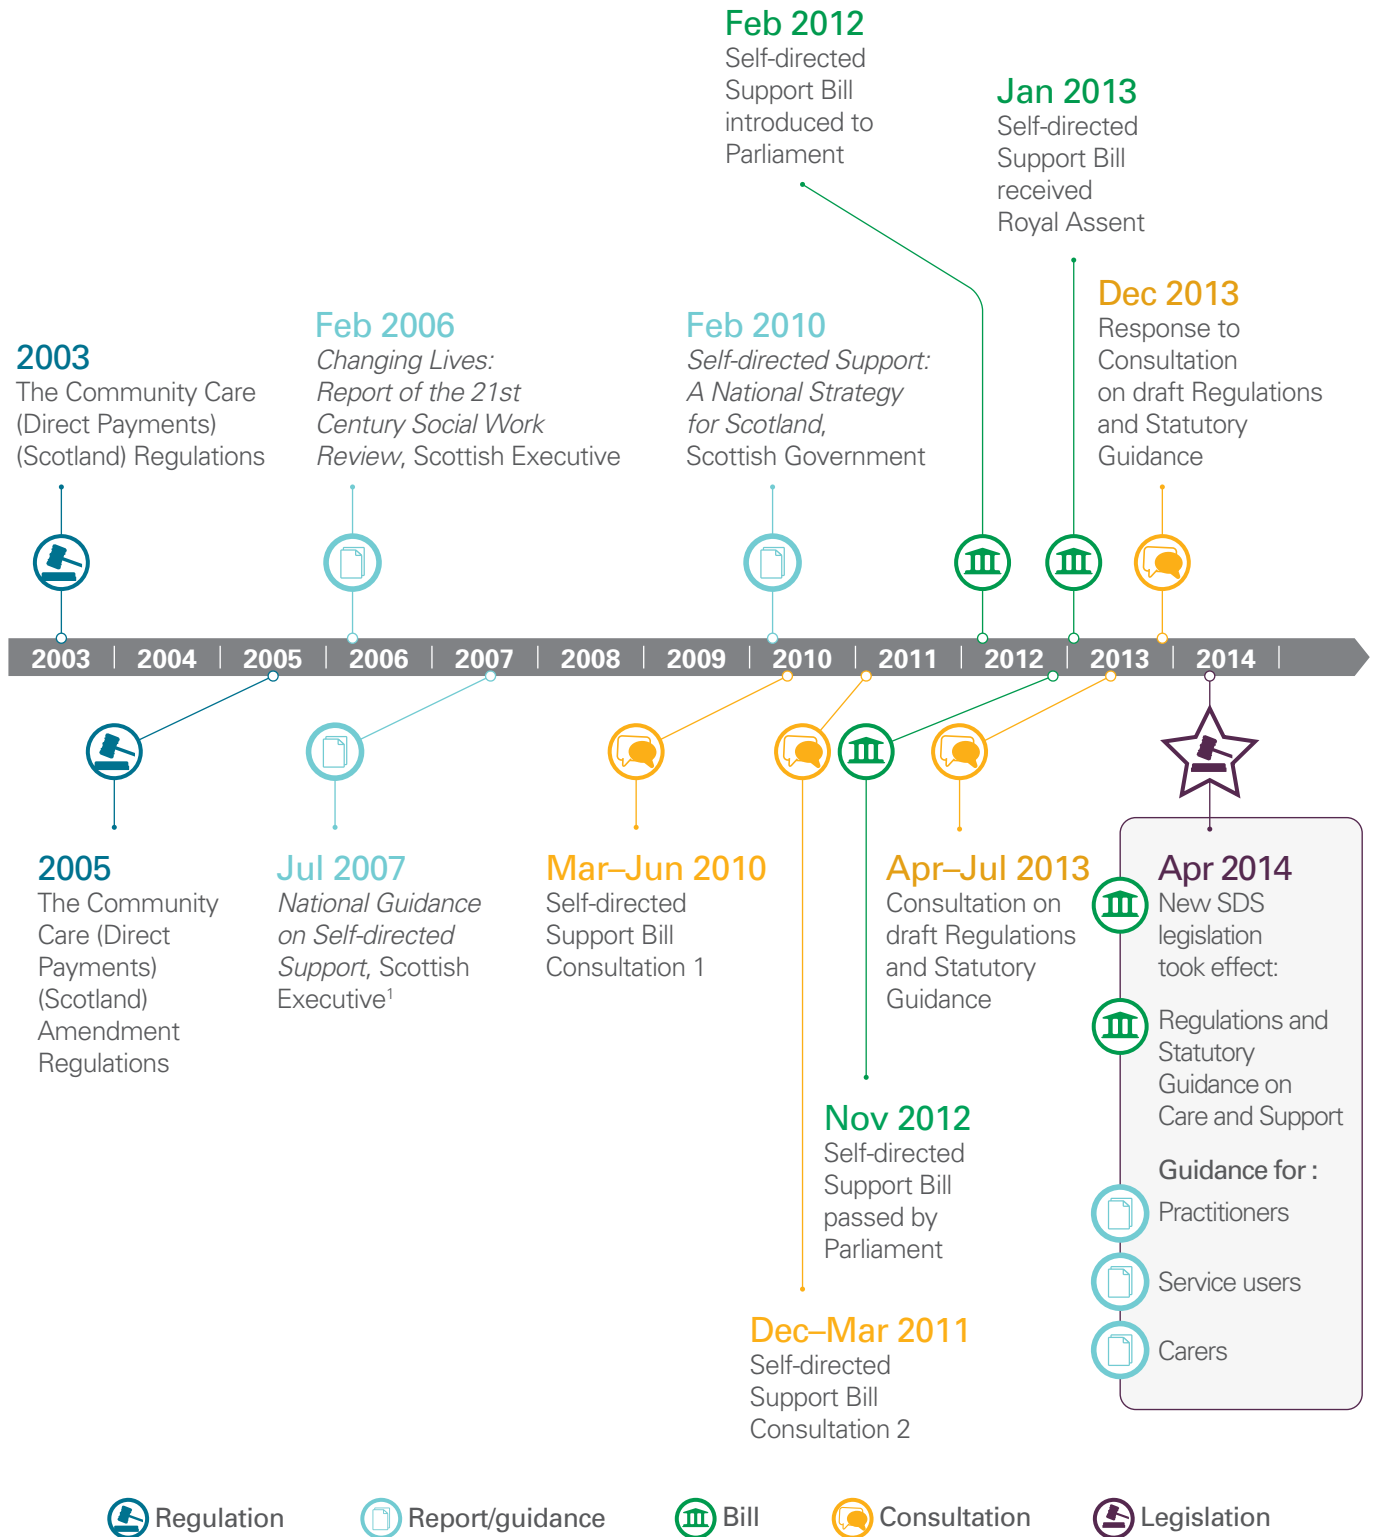 Feb 2012
Self-directed
Support Bill
introduced to
Parliament
Jan 2013
Self-directed
Support Bill
received
Royal Assent
Dec 2013
Response to
Consultation
on draft Regulations
and Statutory
Guidance
2003
The Community Care
(Direct Payments)
(Scotland) Regulations
Feb 2006
Changing Lives:
Report of the 21st
Century Social Work
Review, Scottish Executive
Feb 2010
Self-directed Support:
A National Strategy
for Scotland,
Scottish Government
2003 2004 2005 2006 2007 2008 2009 2010 2011 2012 2013 2014
2005
The Community
Care (Direct
Payments)
(Scotland)
Amendment
Regulations
Jul 2007
National Guidance
on Self-directed
Support, Scottish
Executive¹
Mar–Jun 2010
Self-directed
Support Bill
Consultation 1
Dec–Mar 2011
Self-directed
Support Bill
Consultation 2
Nov 2012
Self-directed
Support Bill
passed by
Parliament
Apr–Jul 2013
Consultation on
draft Regulations
and Statutory
Guidance
Apr 2014
New SDS
legislation
took effect:
Regulations and
Statutory
Guidance on
Care and Support
Guidance for :
Practitioners
Service users
Carers
Regulation
Report/guidance
Bill
Consultation
Legislation